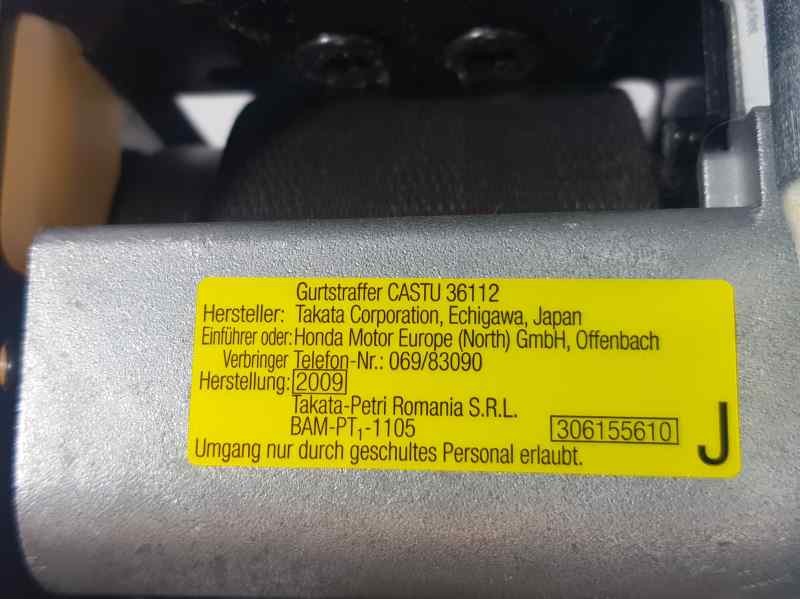 Gurtstraffer CASTU 36112
Hersteller: Takata Corporation, Echigawa, Japan
Einführer oder: Honda Motor Europe (North) GmbH, Offenbach
Verbringer Telefon-Nr.: 069/83090
Herstellung: 2009
Takata-Petri Romania S.R.L.
BAM-PT₁-1105 306155610 J
Umgang nur durch geschultes Personal erlaubt.